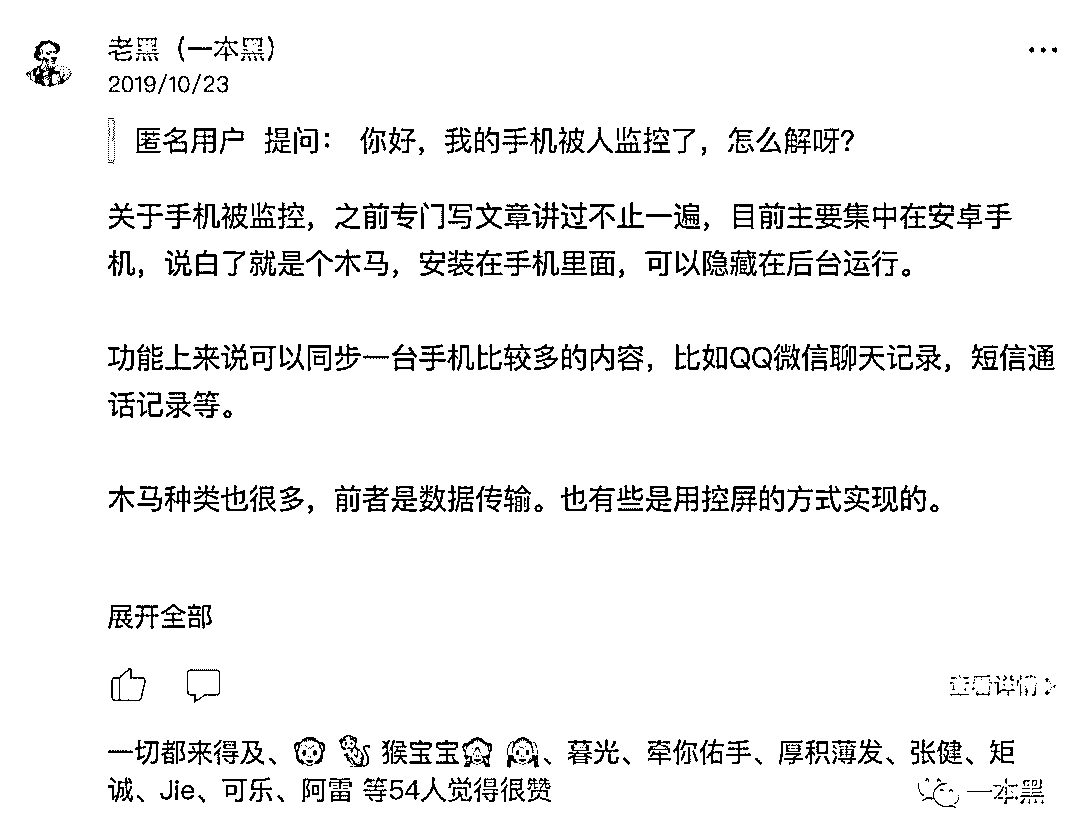 老黑（一本黑）
2019/10/23
匿名用户 提问： 你好，我的手机被人监控了，怎么解呀？
关于手机被监控，之前专门写文章讲过不止一遍，目前主要集中在安卓手
机，说白了就是个木马，安装在手机里面，可以隐藏在后台运行。
功能上来说可以同步一台手机比较多的内容，比如QQ微信聊天记录，短信通
话记录等。
木马种类也很多，前者是数据传输。也有些是用控屏的方式实现的。
展开全部
查看详情
一切都来得及、🐵 🐒 猴宝宝🙈 🙉、暮光、牵你佑手、厚积薄发、张健、矩
诚、Jie、可乐、阿雷 等54人觉得很赞
一本黑